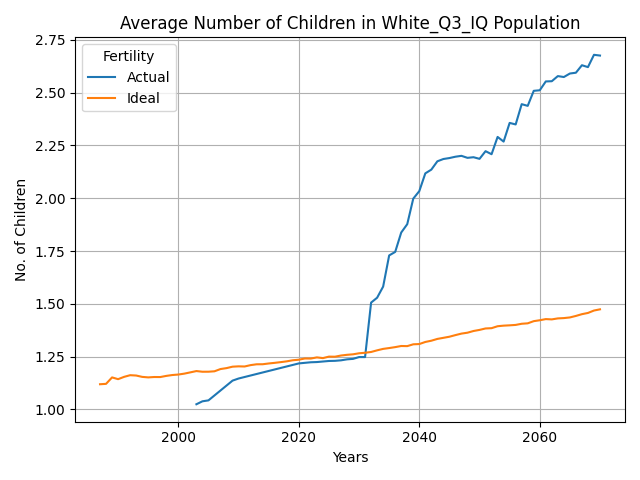 Average Number of Children in White_Q3_IQ Population
No. of Children
2.75
2.50
2.25
2.00
1.75
1.50
1.25
1.00
Fertility
Actual
Ideal
2000 2020 2040 2060
Years